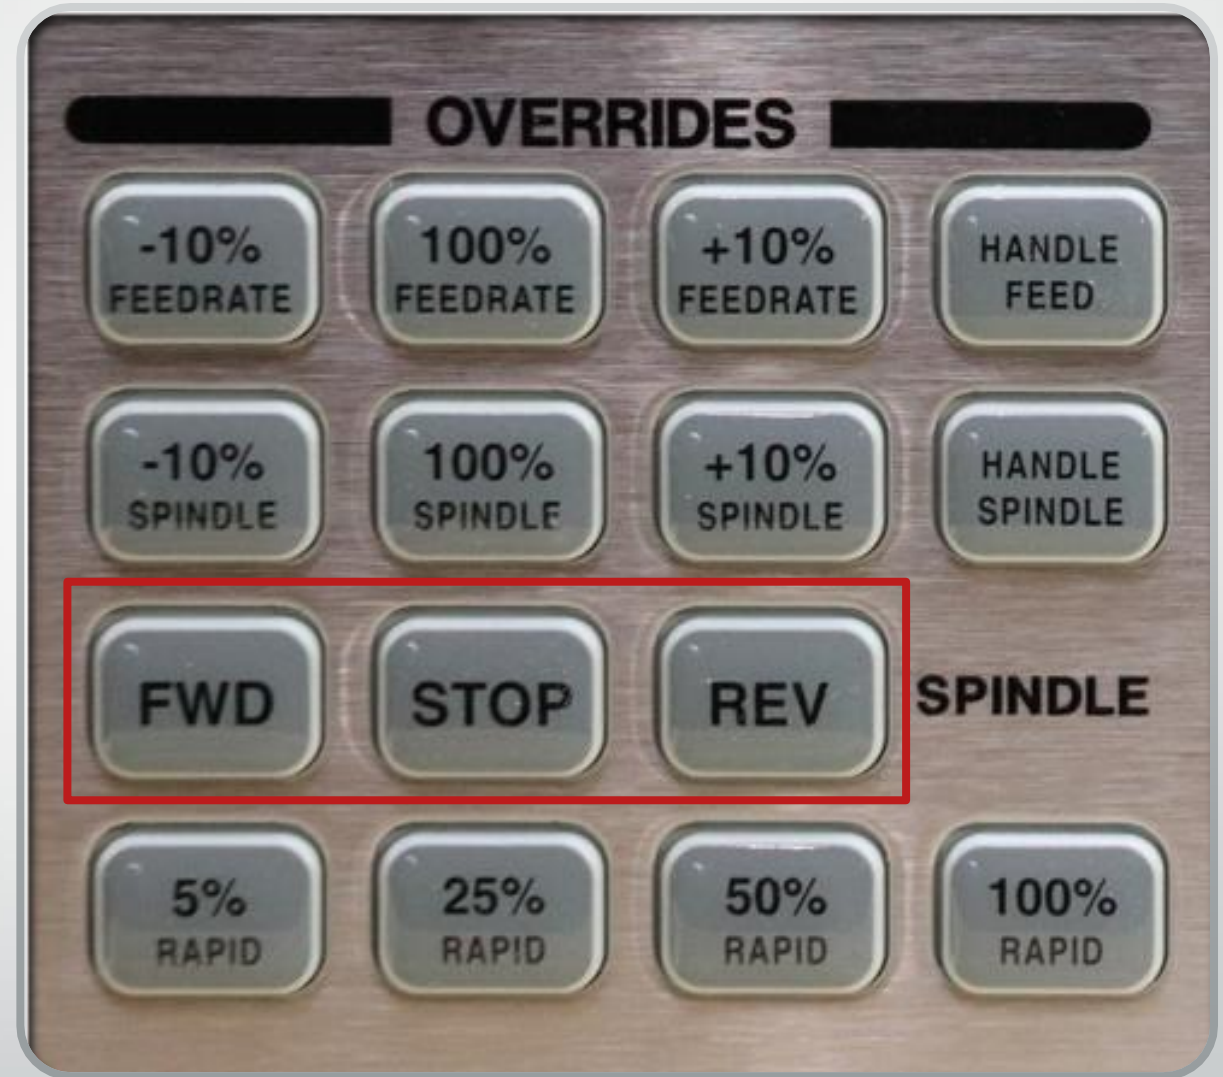 OVERRIDES
-10%
FEEDRATE
100%
FEEDRATE
+10%
FEEDRATE
HANDLE
FEED
-10%
SPINDLE
100%
SPINDLE
+10%
SPINDLE
HANDLE
SPINDLE
FWD
STOP
REV
SPINDLE
5%
RAPID
25%
RAPID
50%
RAPID
100%
RAPID